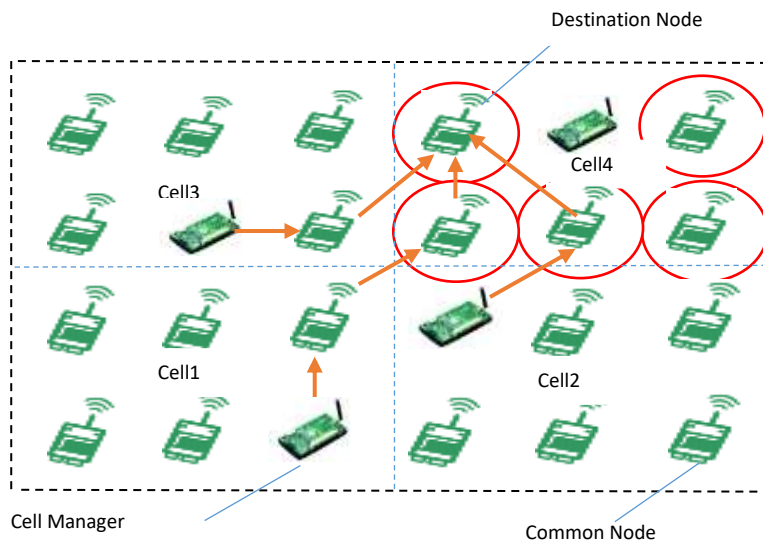 Destination Node
Cell4
Cell3
Cell1
Cell2
Cell Manager
Common Node